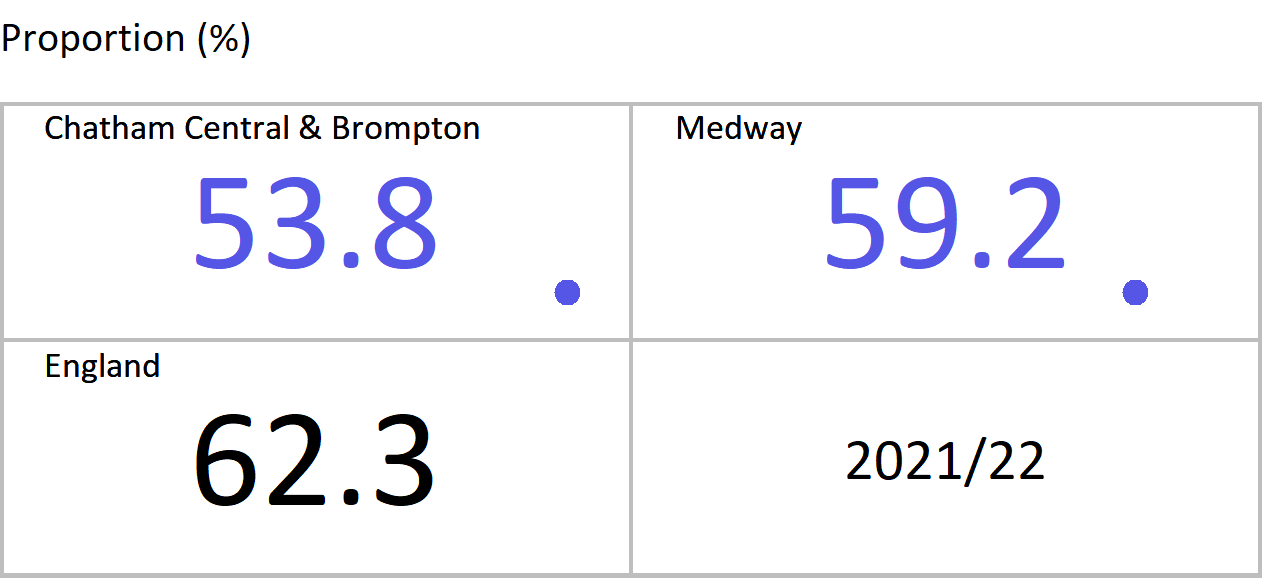 Proportion (%)
Chatham Central & Brompton
53.8
Medway
59.2
England
62.3
2021/22